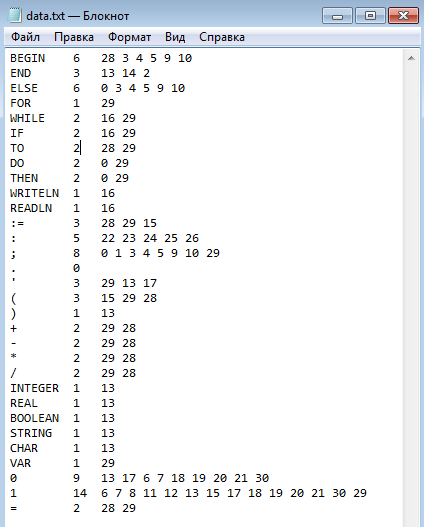 data.txt — Блокнот
Файл Правка Формат Вид Справка
BEGIN 6 28 3 4 5 9 10
END 3 13 14 2
ELSE 6 0 3 4 5 9 10
FOR 1 29
WHILE 2 16 29
IF 2 16 29
TO 2 28 29
DO 2 0 29
THEN 2 0 29
WRITELN 1 16
READLN 1 16
:= 3 28 29 15
: 5 22 23 24 25 26
; 8 0 1 3 4 5 9 10 29
. 0
' 3 29 13 17
( 3 15 29 28
) 1 13
+ 2 29 28
- 2 29 28
* 2 29 28
/ 2 29 28
INTEGER 1 13
REAL 1 13
BOOLEAN 1 13
STRING 1 13
CHAR 1 13
VAR 1 29
0 9 13 17 6 7 18 19 20 21 30
1 14 6 7 8 11 12 13 15 17 18 19 20 21 30 29
= 2 28 29